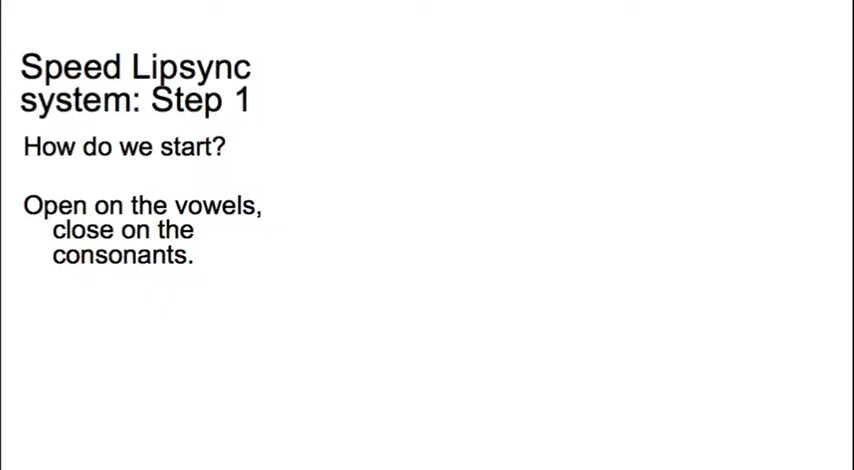 Speed Lipsync
system: Step 1
How do we start?
Open on the vowels,
close on the
consonants.